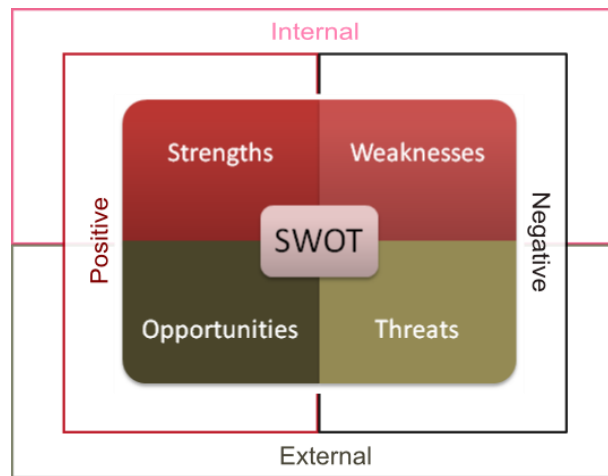 Internal
Strengths
Weaknesses
Positive
SWOT
Negative
Opportunities
Threats
External